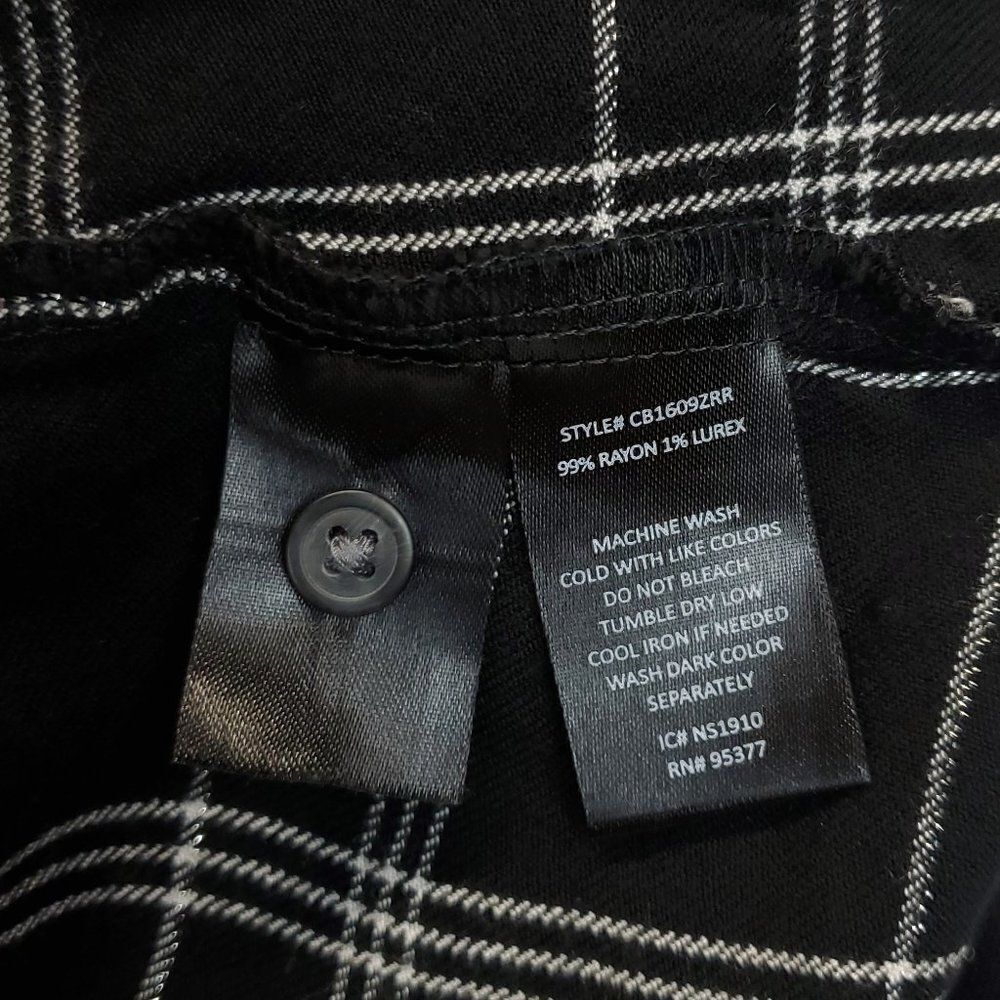 STYLE# CB1609ZRR
99% RAYON 1% LUREX
MACHINE WASH
COLD WITH LIKE COLORS
DO NOT BLEACH
TUMBLE DRY LOW
COOL IRON IF NEEDED
WASH DARK COLOR
SEPARATELY
IC# NS1910
RN# 95377